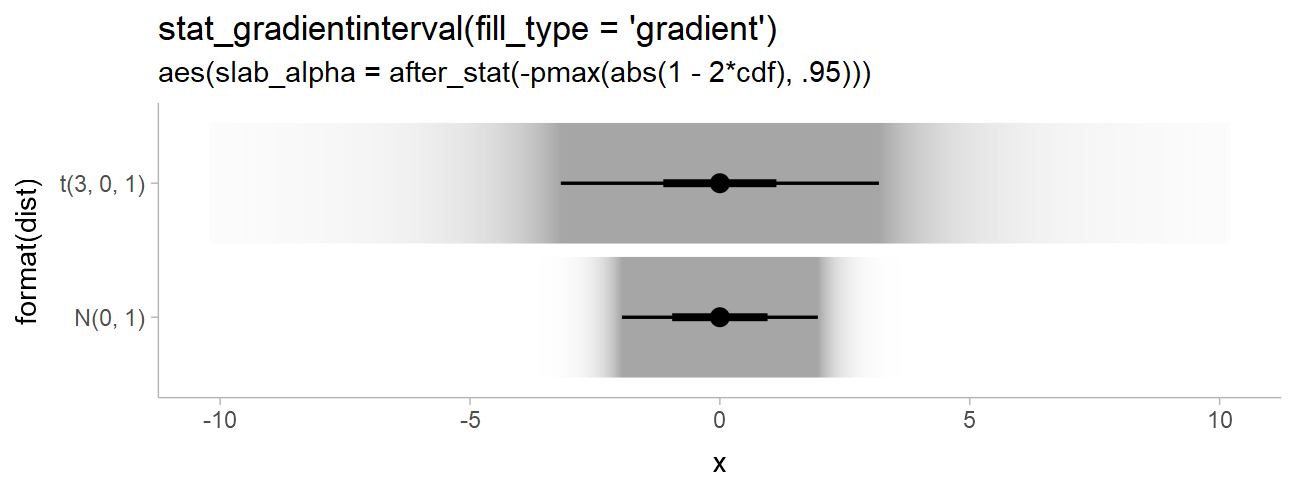 stat_gradientinterval(fill_type = 'gradient')
aes(slab_alpha = after_stat(-pmax(abs(1 - 2*cdf), .95)))
format(dist)
t(3, 0, 1)
N(0, 1)
-10 -5 0 5 10
x